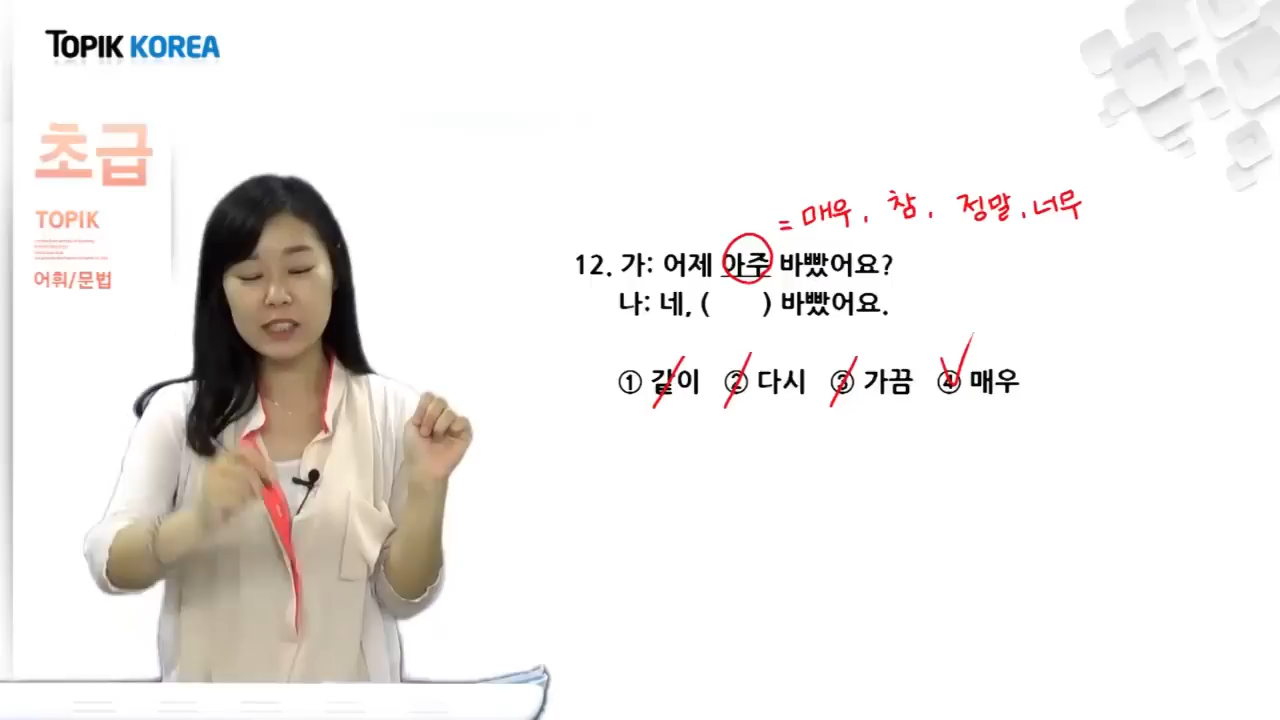 TOPIK KOREA
초급
TOPIK
어휘/문법
= 매우, 참, 정말, 너무
12. 가: 어제 아주 바빴어요?
나: 네, ( ) 바빴어요.
① 같이 ② 다시 ③ 가끔 ④ 매우